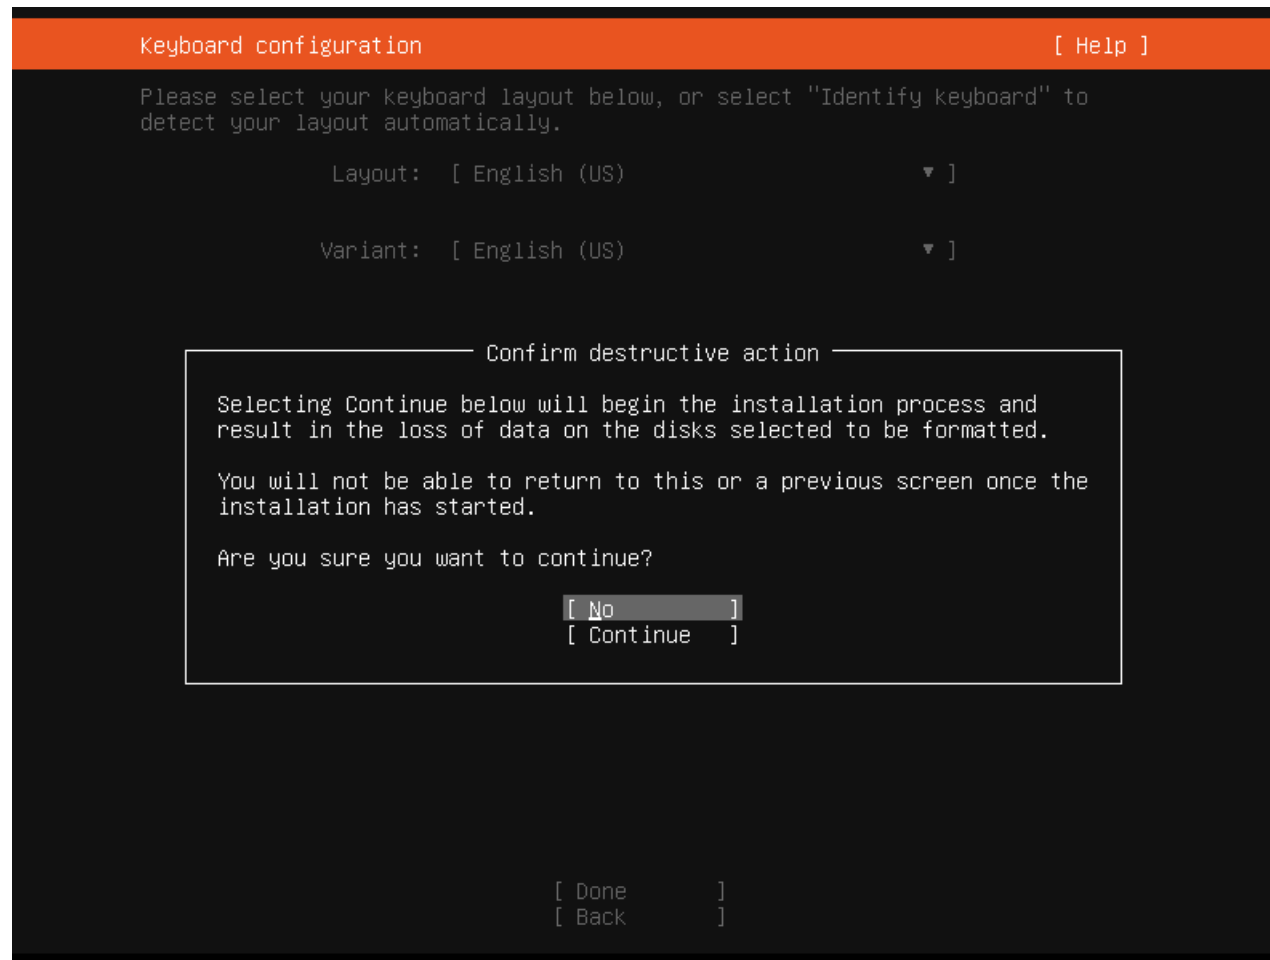 Keyboard configuration [ Help ]
Please select your keyboard layout below, or select "Identify keyboard" to
detect your layout automatically.
Layout: [ English (US) ▾ ]
Variant: [ English (US) ▾ ]
Confirm destructive action
Selecting Continue below will begin the installation process and
result in the loss of data on the disks selected to be formatted.
You will not be able to return to this or a previous screen once the
installation has started.
Are you sure you want to continue?
[ No ]
[ Continue ]
[ Done ]
[ Back ]